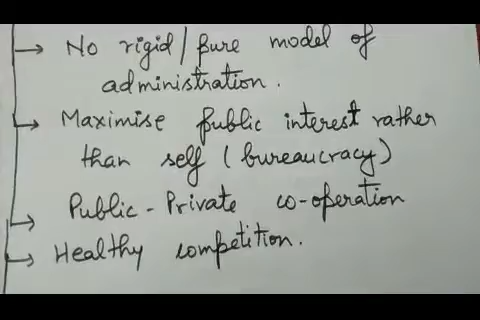 → No rigid/pure model of
administration.
→ Maximise public interest rather
than self (bureaucracy)
→ Public - Private co-operation
→ Healthy competition.